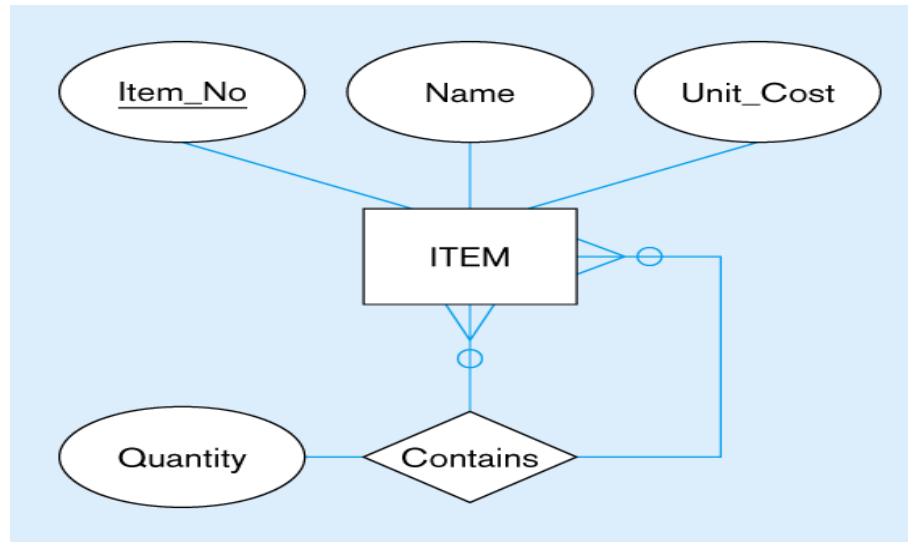 Item_No
Name
Unit_Cost
ITEM
Quantity
Contains